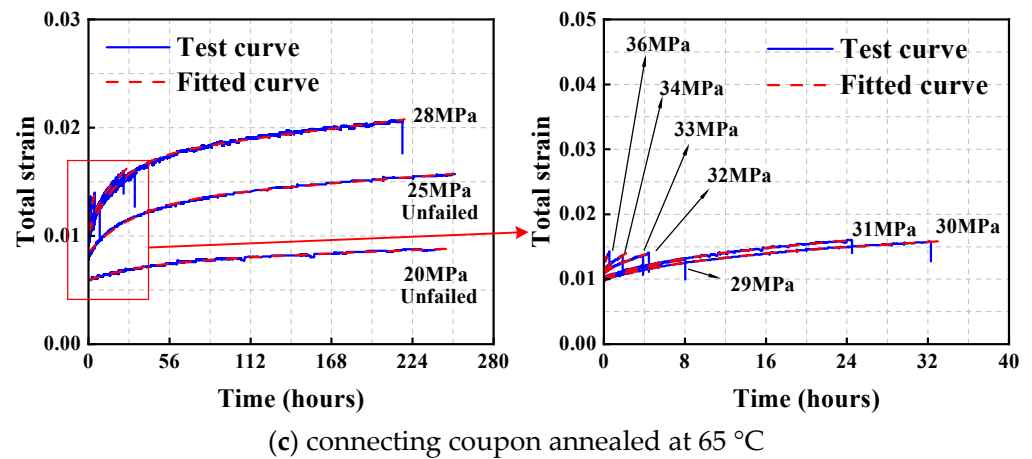 0.03
0.02
0.01
0.00
Total strain
Test curve
Fitted curve
28MPa
25MPa
Unfailed
20MPa
Unfailed
0 56 112 168 224 280
Time (hours)
0.05
0.04
0.03
0.02
0.01
0.00
Total strain
36MPa
34MPa
33MPa
32MPa
Test curve
Fitted curve
31MPa
30MPa
29MPa
0 8 16 24 32 40
Time (hours)
(c) connecting coupon annealed at 65 °C